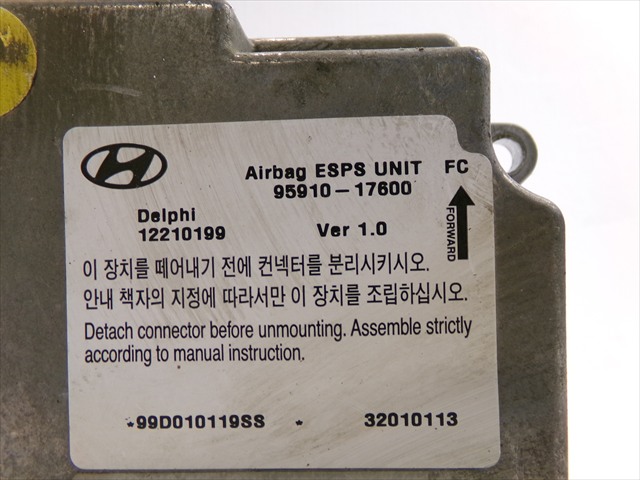 Airbag ESPS UNIT FC
95910-17600
Delphi
12210199 Ver 1.0
FORWARD
이 장치를 떼어내기 전에 컨넥터를 분리시키시오.
안내 책자의 지정에 따라서만 이 장치를 조립하십시오.
Detach connector before unmounting. Assemble strictly
according to manual instruction.
*99D010119SS * 32010113